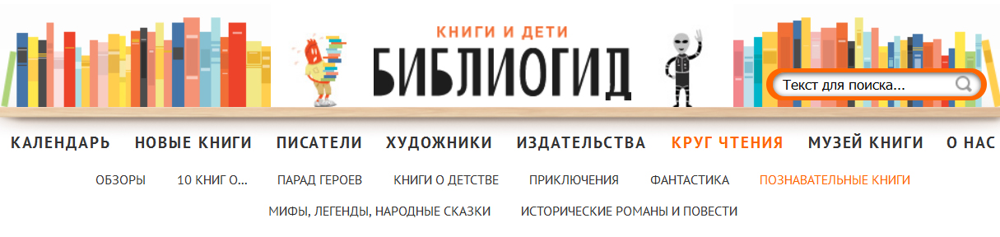 КНИГИ И ДЕТИ
БИБЛИОГИД
Текст для поиска...
КАЛЕНДАРЬ НОВЫЕ КНИГИ ПИСАТЕЛИ ХУДОЖНИКИ ИЗДАТЕЛЬСТВА КРУГ ЧТЕНИЯ МУЗЕЙ КНИГИ О НАС
ОБЗОРЫ 10 КНИГ О... ПАРАД ГЕРОЕВ КНИГИ О ДЕТСТВЕ ПРИКЛЮЧЕНИЯ ФАНТАСТИКА ПОЗНАВАТЕЛЬНЫЕ КНИГИ
МИФЫ, ЛЕГЕНДЫ, НАРОДНЫЕ СКАЗКИ ИСТОРИЧЕСКИЕ РОМАНЫ И ПОВЕСТИ